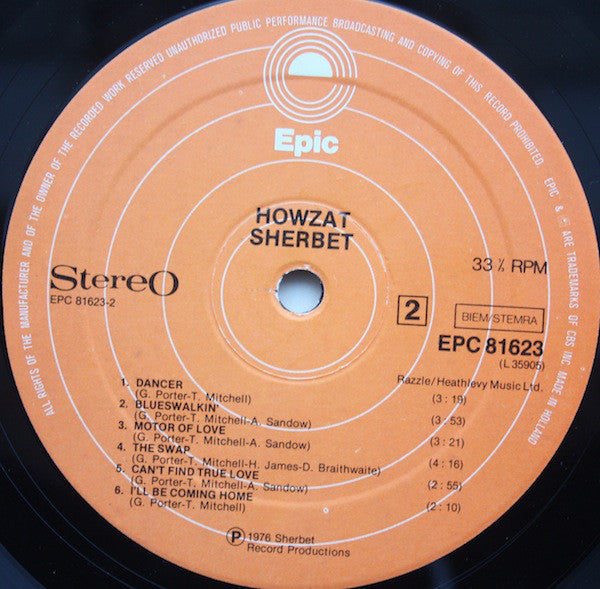 ALL RIGHTS OF THE MANUFACTURER AND OF THE OWNER OF THE RECORDED WORK RESERVED UNAUTHORIZED PUBLIC PERFORMANCE BROADCASTING AND COPYING OF THIS RECORD PROHIBITED. EPIC & ARE TRADEMARKS OF CBS INC. MADE IN HOLLAND
Epic
HOWZAT
SHERBET
StereO
EPC 81623-2
33 ⅓ RPM
2
BIEM/STEMRA
EPC 81623
(L 35905)
Razzle/Heathlevy Music Ltd.
1. DANCER
(G. Porter-T. Mitchell) (3 : 19)
2. BLUESWALKIN'
(G. Porter-T. Mitchell-A. Sandow) (3 : 53)
3. MOTOR OF LOVE
(G. Porter-T. Mitchell-A. Sandow) (3 : 21)
4. THE SWAP
(G. Porter-T. Mitchell-H. James-D. Braithwaite) (4 : 16)
5. CAN'T FIND TRUE LOVE
(G. Porter-T. Mitchell-A. Sandow) (2 : 55)
6. I'LL BE COMING HOME
(G. Porter-T. Mitchell) (2 : 10)
Ⓟ 1976 Sherbet
Record Productions